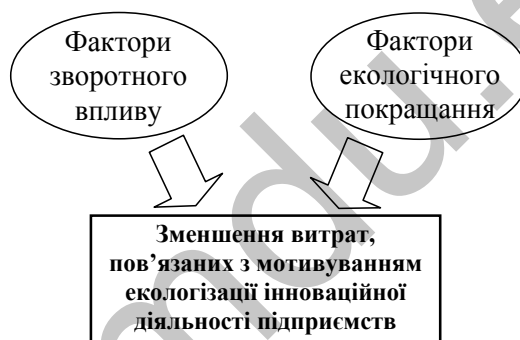 Фактори
зворотного
впливу
Фактори
екологічного
покращання
Зменшення витрат,
пов’язаних з мотивуванням
екологізації інноваційної
діяльності підприємств